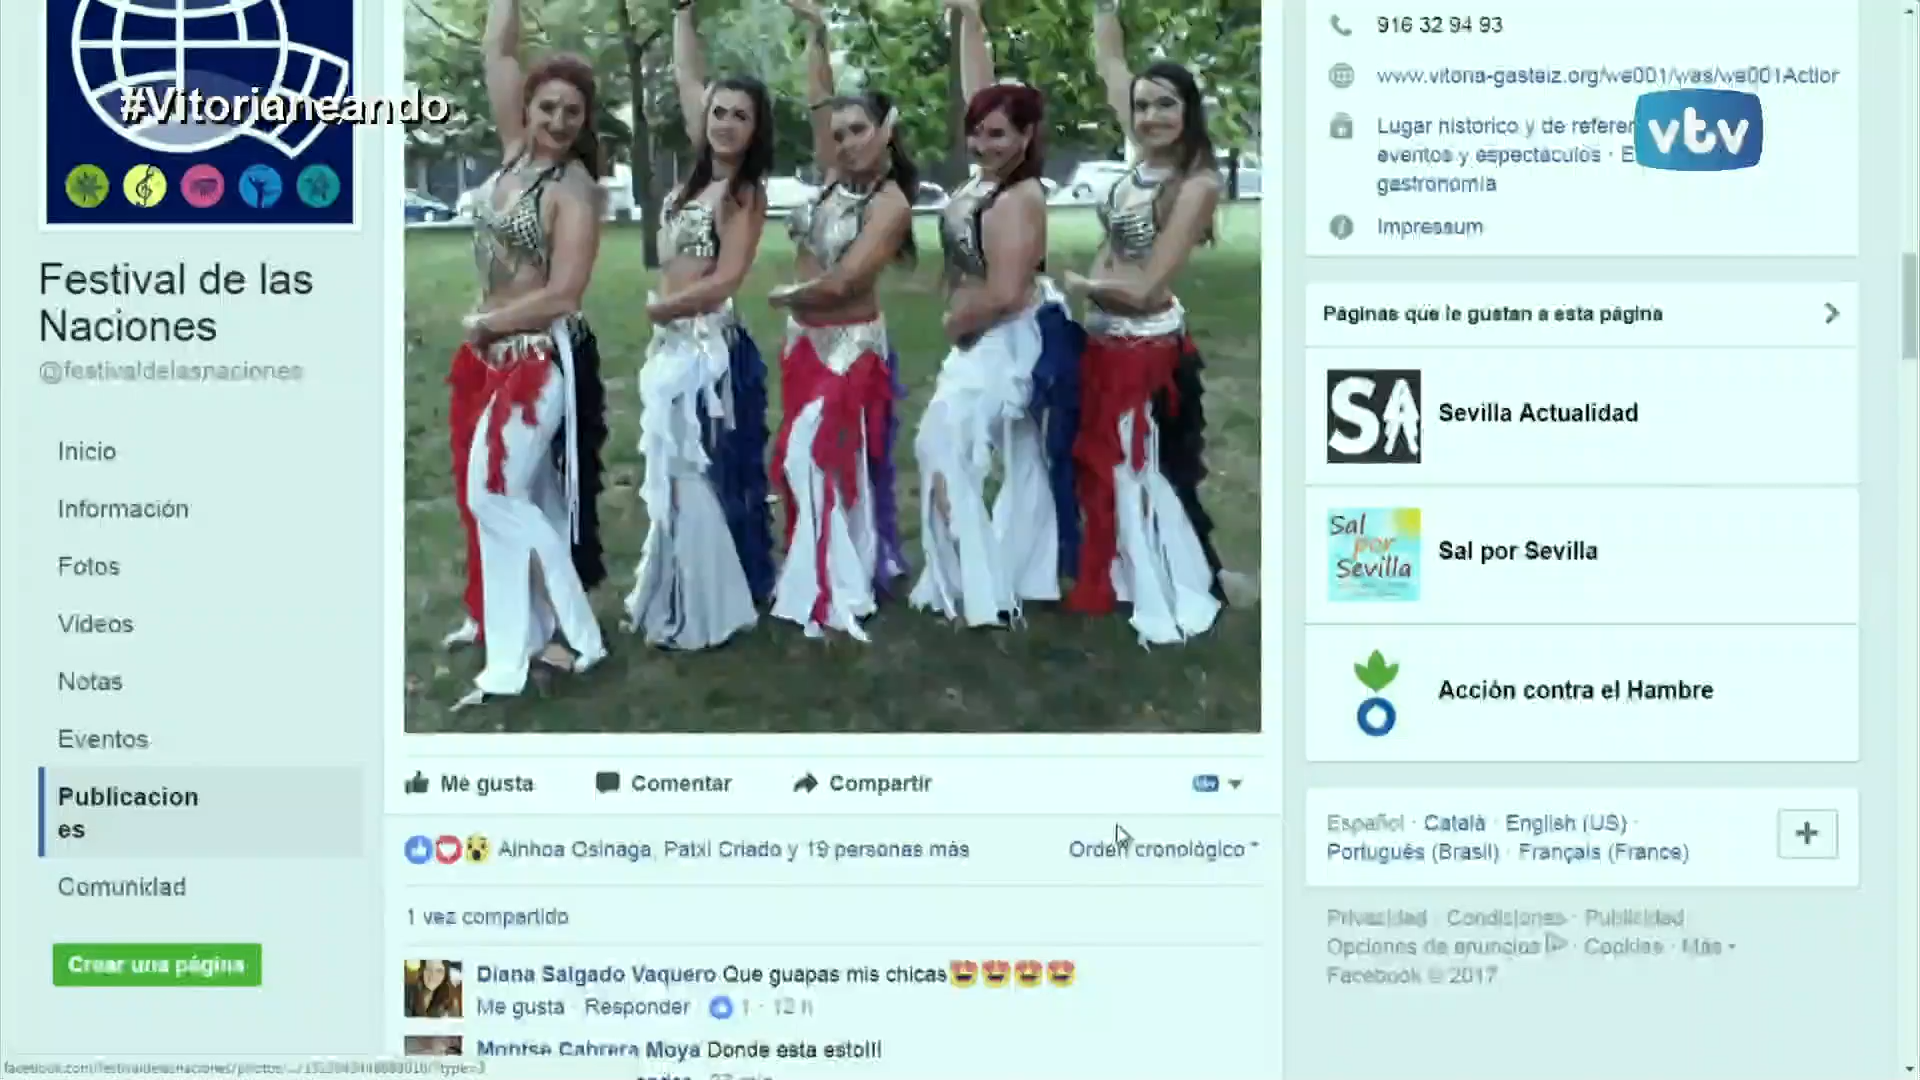 #Vitorianeando
Festival de las
Naciones
@festivaldelasnaciones
Inicio
Información
Fotos
Videos
Notas
Eventos
Publicacion
es
Comunidad
Crear una página
Me gusta
Comentar
Compartir
Ainhoa Osinaga, Patxi Criado y 19 personas más
Orden cronológico
1 vez compartido
Diana Salgado Vaquero Que guapas mis chicas
Me gusta · Responder · 1 · 12 h
Montse Cabrera Moya Donde esta esto!!!
916 32 94 93
www.vitoria-gasteiz.org/we001/was/we001Action
vtv
Lugar histórico y de referen
eventos y espectáculos · E
gastronomía
Impressum
Páginas que le gustan a esta página
SA
Sevilla Actualidad
Sal
por
Sevilla
Sal por Sevilla
Acción contra el Hambre
Español · Català · English (US) ·
Português (Brasil) · Français (France)
Privacidad · Condiciones · Publicidad ·
Opciones de anuncios · Cookies · Más
Facebook © 2017